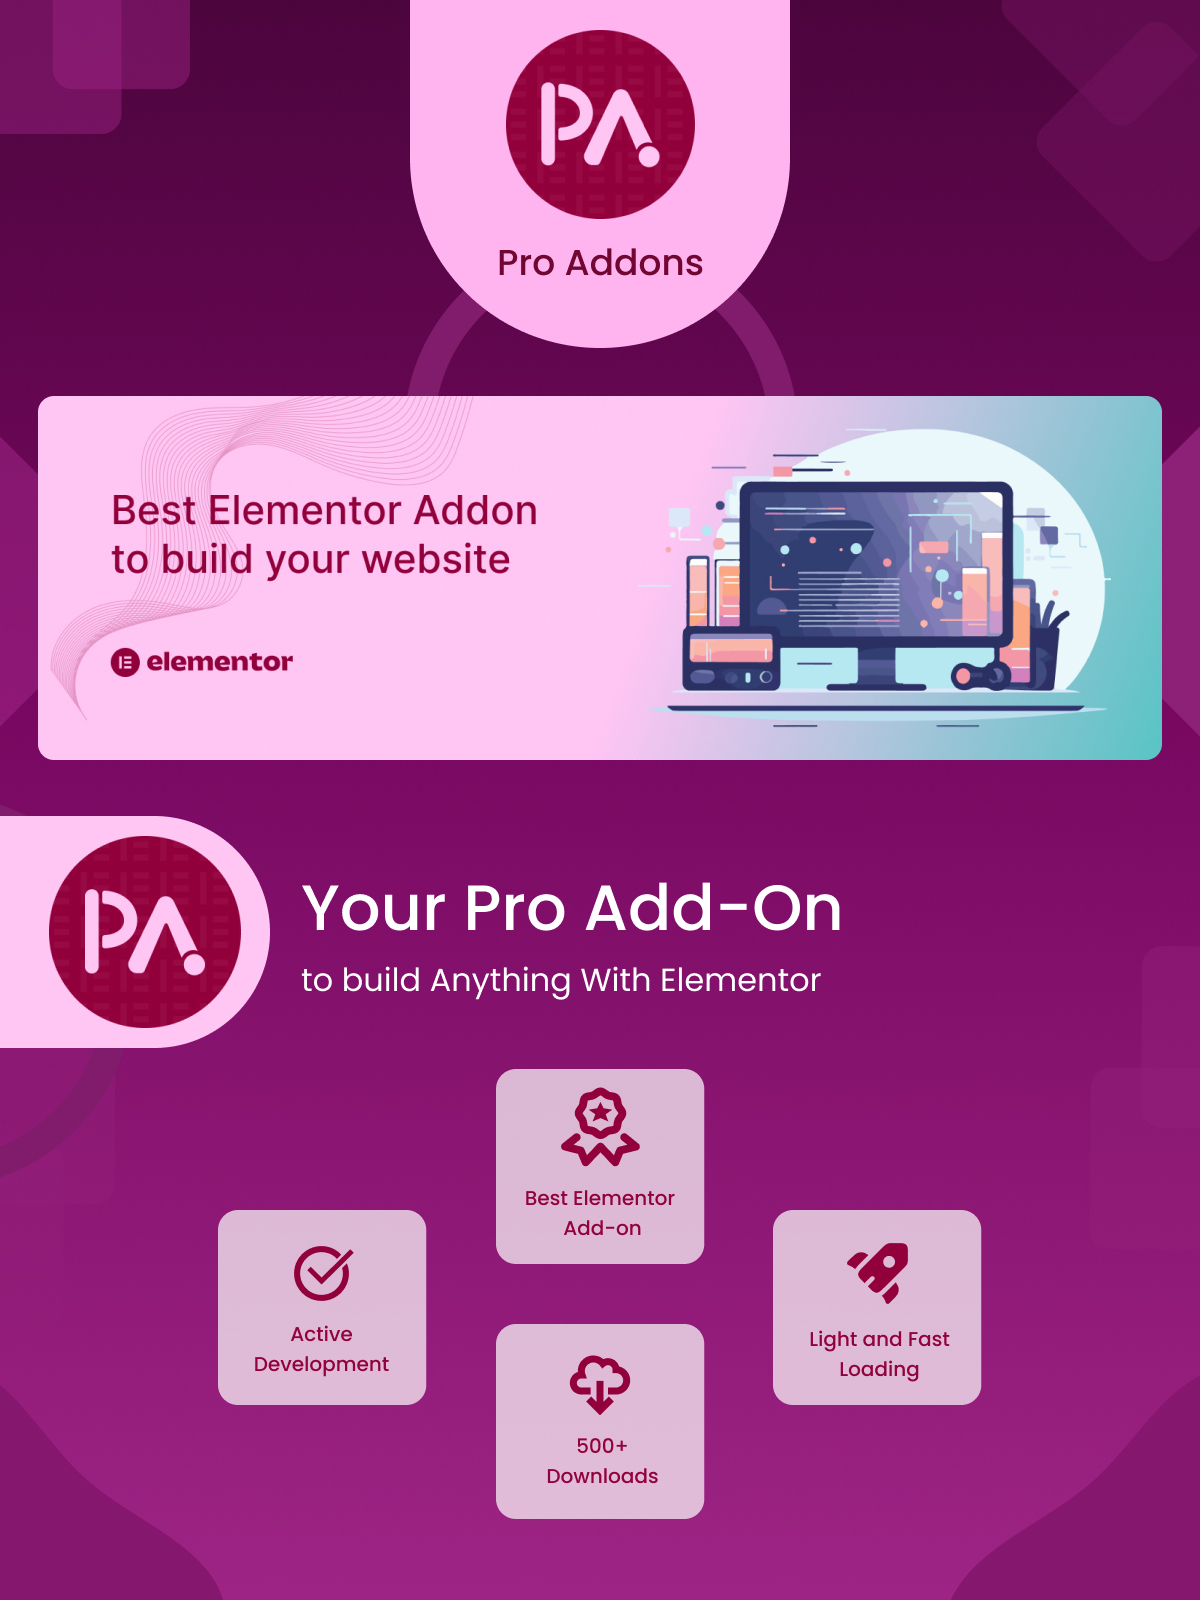 PA
Pro Addons
Best Elementor Addon
to build your website
elementor
PA
Your Pro Add-On
to build Anything With Elementor
Best Elementor
Add-on
Active
Development
Light and Fast
Loading
500+
Downloads